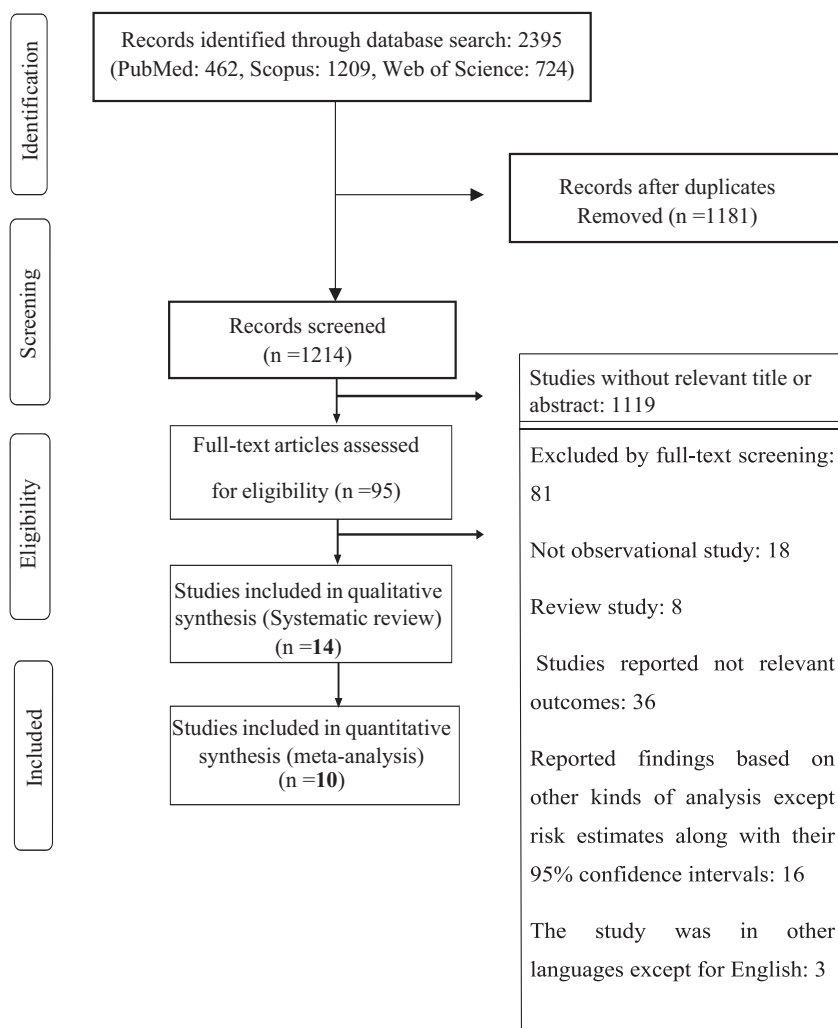 Identification
Records identified through database search: 2395
(PubMed: 462, Scopus: 1209, Web of Science: 724)
Records after duplicates
Removed (n =1181)
Screening
Records screened
(n =1214)
Studies without relevant title or
abstract: 1119
Eligibility
Full-text articles assessed
for eligibility (n =95)
Excluded by full-text screening:
81
Not observational study: 18
Review study: 8
Studies reported not relevant
outcomes: 36
Reported findings based on
other kinds of analysis except
risk estimates along with their
95% confidence intervals: 16
The study was in other
languages except for English: 3
Studies included in qualitative
synthesis (Systematic review)
(n =14)
Included
Studies included in quantitative
synthesis (meta-analysis)
(n =10)